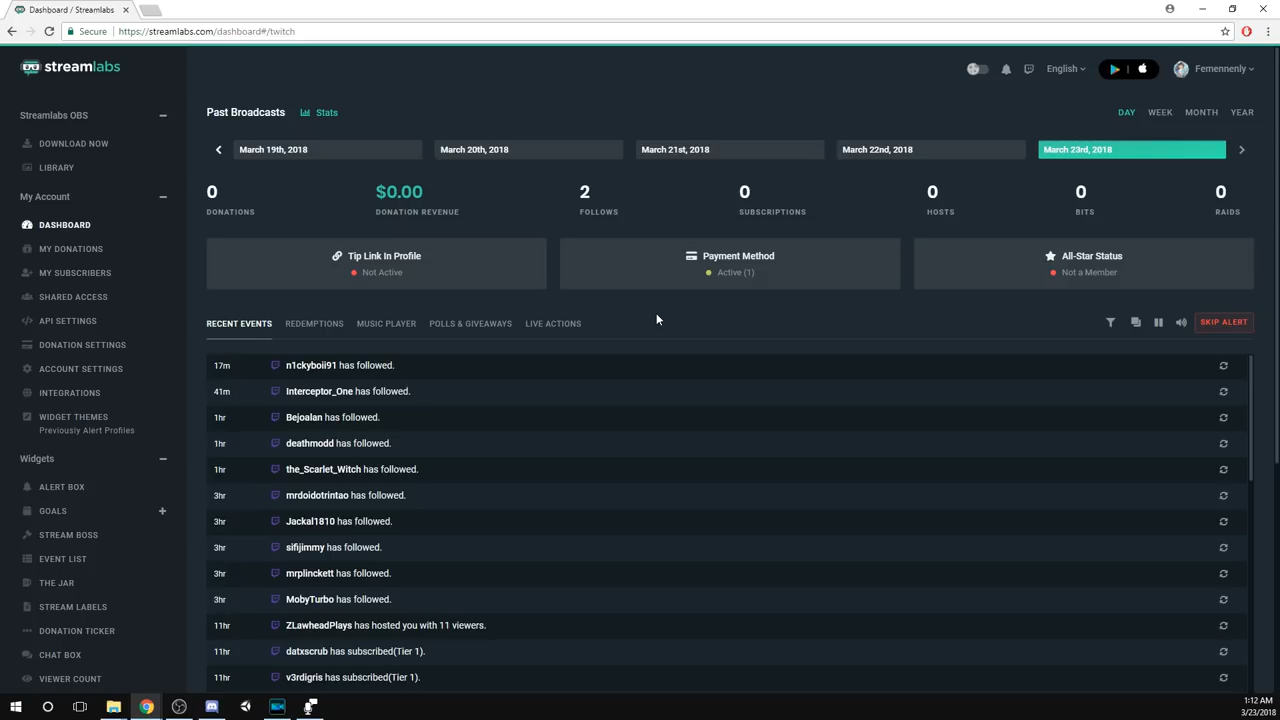 Dashboard / Streamlabs
Secure
https://streamlabs.com/dashboard#/twitch
streamlabs
English
Femennenly
Streamlabs OBS
DOWNLOAD NOW
LIBRARY
My Account
DASHBOARD
MY DONATIONS
MY SUBSCRIBERS
SHARED ACCESS
API SETTINGS
DONATION SETTINGS
ACCOUNT SETTINGS
INTEGRATIONS
WIDGET THEMES
Previously Alert Profiles
Widgets
ALERT BOX
GOALS
STREAM BOSS
EVENT LIST
THE JAR
STREAM LABELS
DONATION TICKER
CHAT BOX
VIEWER COUNT
Past Broadcasts Stats
DAY WEEK MONTH YEAR
March 19th, 2018 March 20th, 2018 March 21st, 2018 March 22nd, 2018 March 23rd, 2018
0 $0.00 2 0 0 0 0
DONATIONS DONATION REVENUE FOLLOWS SUBSCRIPTIONS HOSTS BITS RAIDS
Tip Link In Profile
Not Active
Payment Method
Active (1)
All-Star Status
Not a Member
RECENT EVENTS REDEMPTIONS MUSIC PLAYER POLLS & GIVEAWAYS LIVE ACTIONS
SKIP ALERT
17m n1ckyboii91 has followed.
41m Interceptor_One has followed.
1hr Bejoalan has followed.
1hr deathmodd has followed.
1hr the_Scarlet_Witch has followed.
3hr mrdoidotrintao has followed.
3hr Jackal1810 has followed.
3hr sifijimmy has followed.
3hr mrplinckett has followed.
3hr MobyTurbo has followed.
11hr ZLawheadPlays has hosted you with 11 viewers.
11hr datxscrub has subscribed(Tier 1).
11hr v3rdigris has subscribed(Tier 1).
1:12 AM
3/23/2018